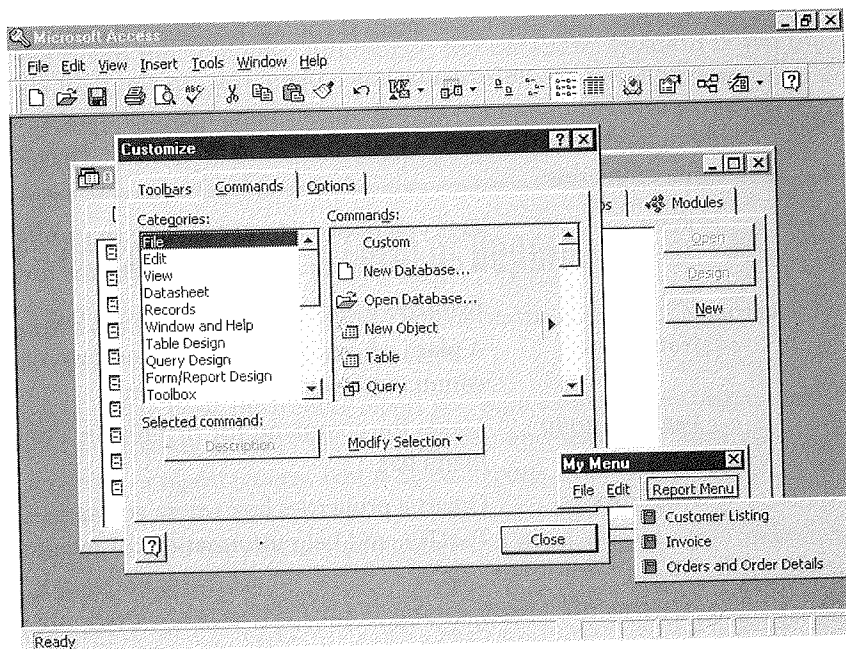 Microsoft Access
File Edit View Insert Tools Window Help
ABC
Customize
Toolbars Commands Options
Modules
Categories:
File
Edit
View
Datasheet
Records
Window and Help
Table Design
Query Design
Form/Report Design
Toolbox
Commands:
Custom
New Database...
Open Database...
New Object
Table
Query
Open
Design
New
Selected command:
Description
Modify Selection
Close
My Menu
File Edit Report Menu
Customer Listing
Invoice
Orders and Order Details
Ready